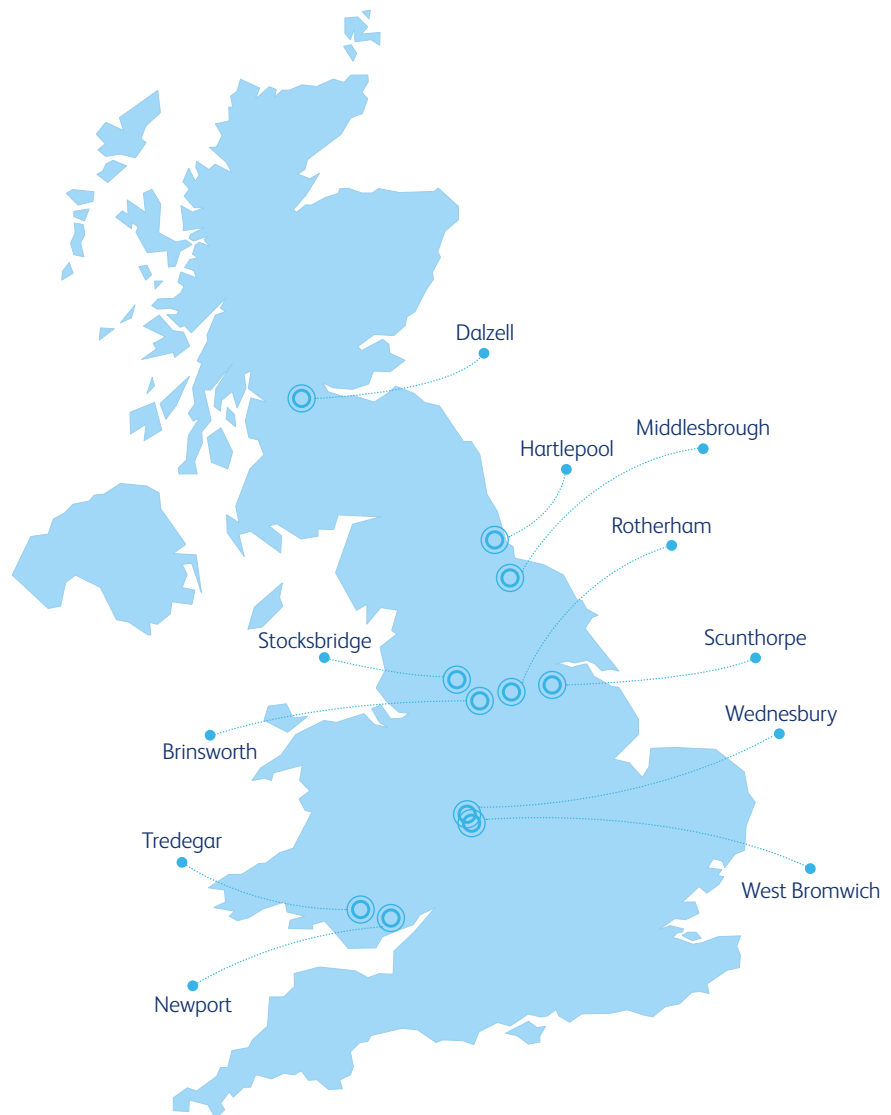 Dalzell
Middlesbrough
Hartlepool
Rotherham
Stocksbridge
Scunthorpe
Wednesbury
Brinsworth
Tredegar
West Bromwich
Newport